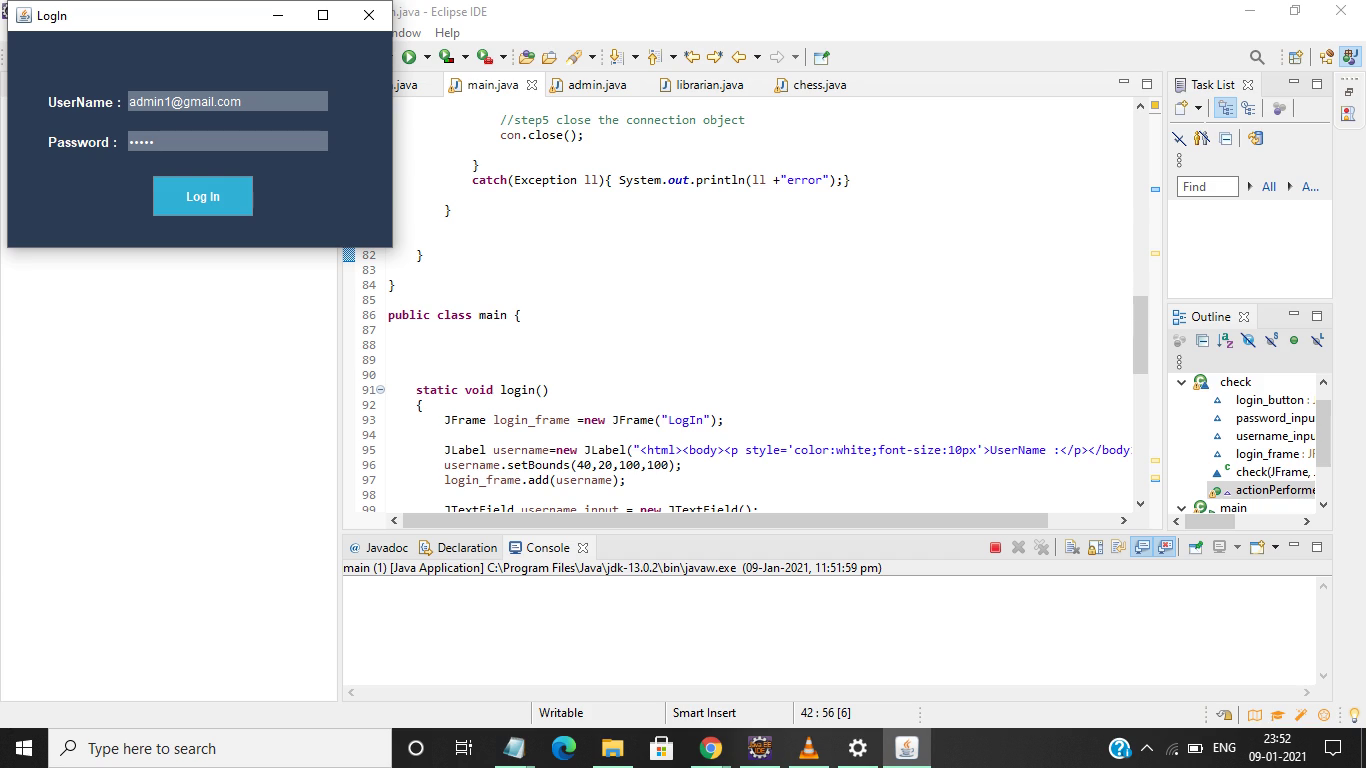 LogIn
n.java - Eclipse IDE
ndow Help
UserName : admin1@gmail.com
Password : •••••
Log In
.java main.java admin.java librarian.java chess.java
//step5 close the connection object
con.close();
}
catch(Exception ll){ System.out.println(ll +"error");}
}
82 }
83
84 }
85
86 public class main {
87
88
89
90
91 static void login()
92 {
93 JFrame login_frame =new JFrame("LogIn");
94
95 JLabel username=new JLabel("<html><body><p style='color:white;font-size:10px'>UserName :</p></body
96 username.setBounds(40,20,100,100);
97 login_frame.add(username);
98
99 JTextField username_input = new JTextField();
Task List
Find All A...
Outline
check
login_button : .
password_inpu
username_inpu
login_frame : JF
check(JFrame, .
actionPerforme
main
@ Javadoc Declaration Console
main (1) [Java Application] C:\Program Files\Java\jdk-13.0.2\bin\javaw.exe (09-Jan-2021, 11:51:59 pm)
Writable Smart Insert 42 : 56 [6]
Type here to search
ENG
23:52
09-01-2021